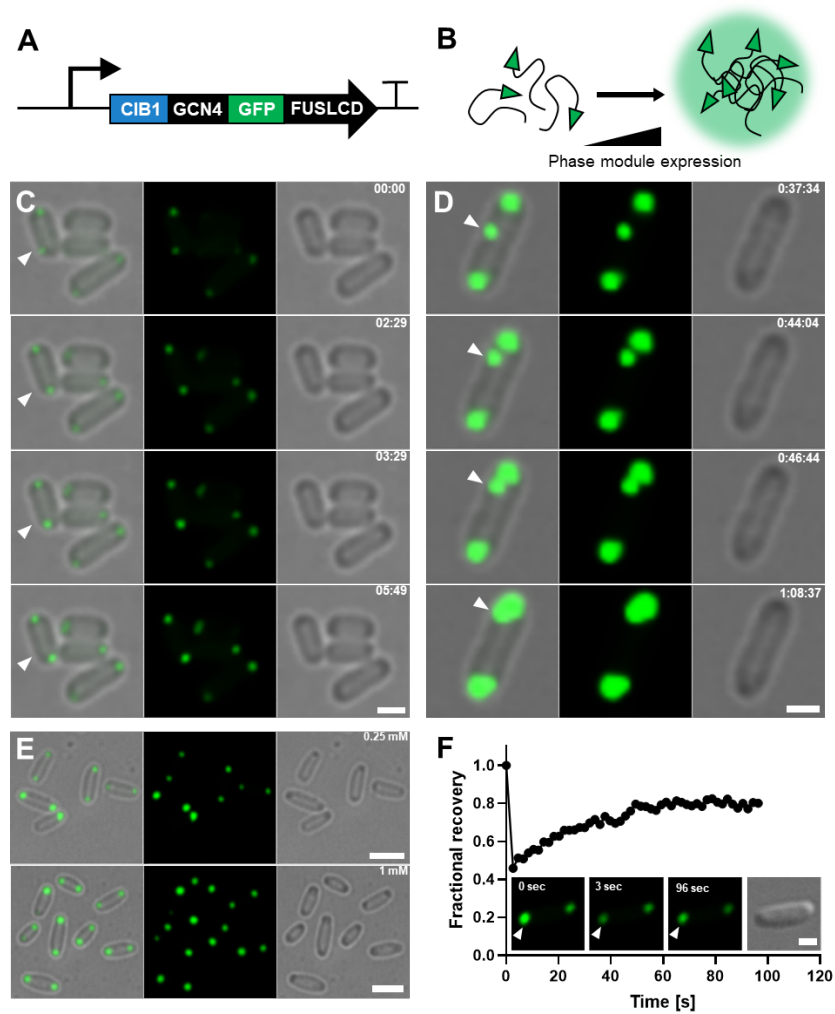 A
CIB1 GCN4 GFP FUSLCD
B
Phase module expression
C
00:00
02:29
03:29
05:49
D
0:37:34
0:44:04
0:46:44
1:08:37
E
0.25 mM
1 mM
F
Fractional recovery
1.0
0.8
0.6
0.4
0.2
0.0
0 sec
3 sec
96 sec
0 20 40 60 80 100 120
Time [s]